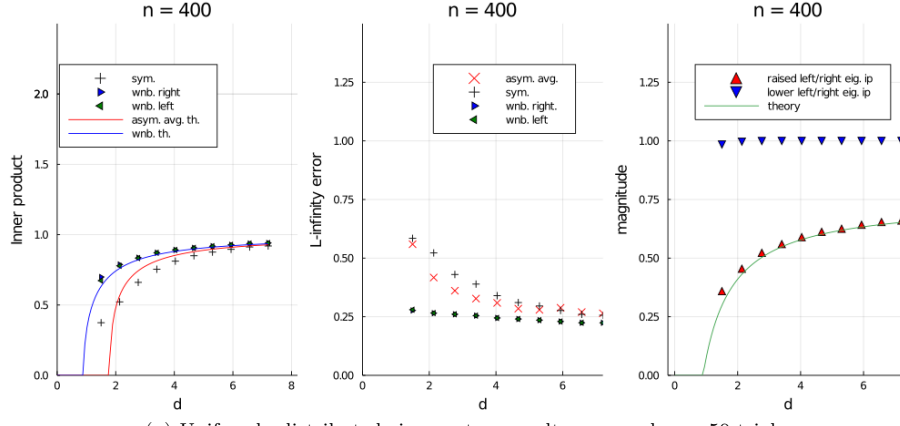 n = 400
Inner product
2.0
1.5
1.0
0.5
0.0
0 2 4 6 8
d
sym.
wnb. right
wnb. left
asym. avg. th.
wnb. th.
n = 400
L-infinity error
1.25
1.00
0.75
0.50
0.25
0.00
0 2 4 6
d
asym. avg.
sym.
wnb. right.
wnb. left
n = 400
magnitude
1.25
1.00
0.75
0.50
0.25
0.00
0 2 4 6
d
raised left/right eig. ip
lower left/right eig. ip
theory